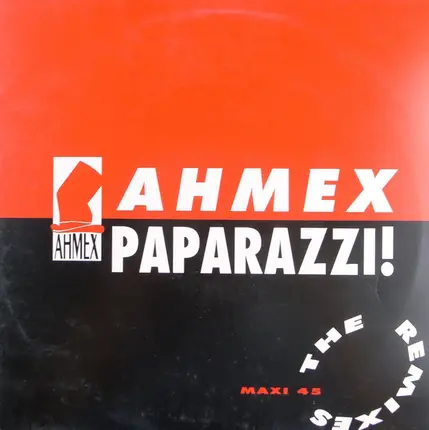 AHMEX
AHMEX
PAPARAZZI!
THE REMIXES
MAXI 45